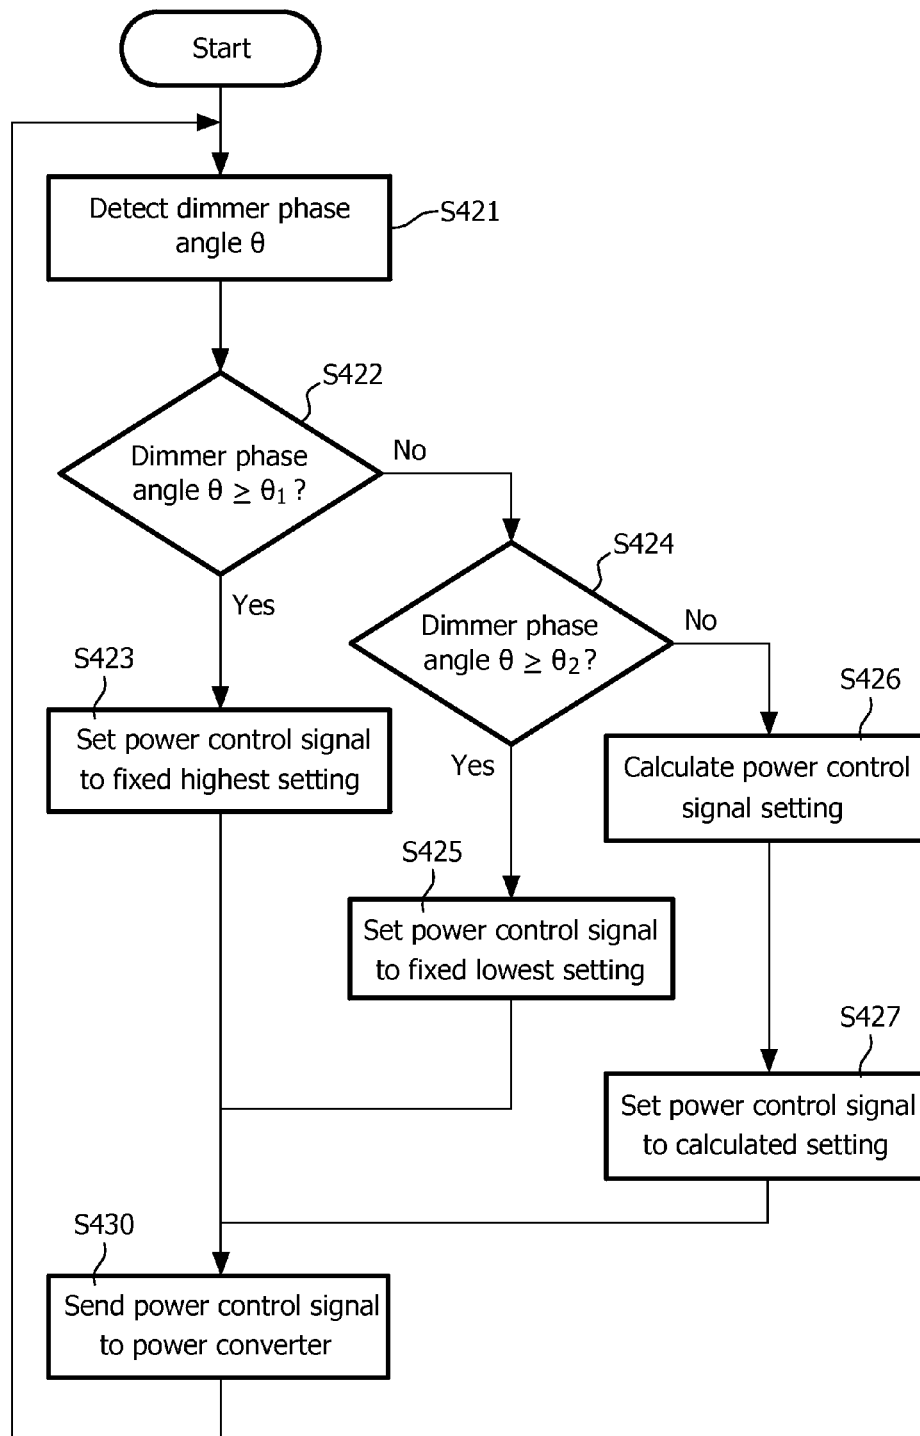 Start
Detect dimmer phase
angle θ
S421
S422
Dimmer phase
angle θ ≥ θ₁ ?
No
Yes
S424
Dimmer phase
angle θ ≥ θ₂ ?
No
Yes
S423
Set power control signal
to fixed highest setting
S426
Calculate power control
signal setting
S425
Set power control signal
to fixed lowest setting
S427
Set power control signal
to calculated setting
S430
Send power control signal
to power converter